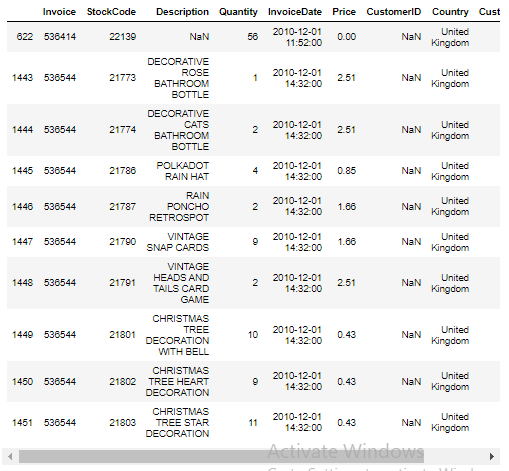 Invoice StockCode Description Quantity InvoiceDate Price CustomerID Country Cust
622 536414 22139 NaN 56 2010-12-01 11:52:00 0.00 NaN United Kingdom
1443 536544 21773 DECORATIVE ROSE BATHROOM BOTTLE 1 2010-12-01 14:32:00 2.51 NaN United Kingdom
1444 536544 21774 DECORATIVE CATS BATHROOM BOTTLE 2 2010-12-01 14:32:00 2.51 NaN United Kingdom
1445 536544 21786 POLKADOT RAIN HAT 4 2010-12-01 14:32:00 0.85 NaN United Kingdom
1446 536544 21787 RAIN PONCHO RETROSPOT 2 2010-12-01 14:32:00 1.66 NaN United Kingdom
1447 536544 21790 VINTAGE SNAP CARDS 9 2010-12-01 14:32:00 1.66 NaN United Kingdom
1448 536544 21791 VINTAGE HEADS AND TAILS CARD GAME 2 2010-12-01 14:32:00 2.51 NaN United Kingdom
1449 536544 21801 CHRISTMAS TREE DECORATION WITH BELL 10 2010-12-01 14:32:00 0.43 NaN United Kingdom
1450 536544 21802 CHRISTMAS TREE HEART DECORATION 9 2010-12-01 14:32:00 0.43 NaN United Kingdom
1451 536544 21803 CHRISTMAS TREE STAR DECORATION 11 2010-12-01 14:32:00 0.43 NaN United Kingdom
Activate Windows